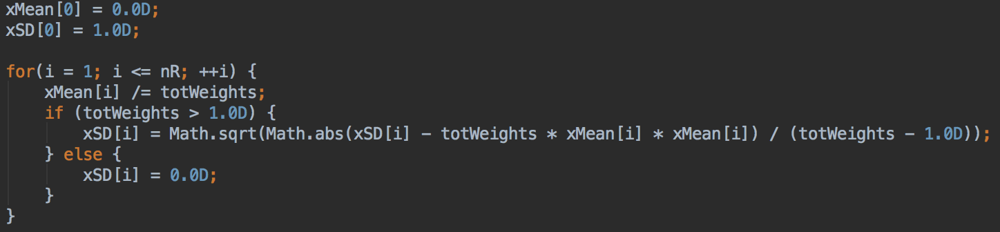 xMean[0] = 0.0D;
xSD[0] = 1.0D;
for(i = 1; i <= nR; ++i) {
xMean[i] /= totWeights;
if (totWeights > 1.0D) {
xSD[i] = Math.sqrt(Math.abs(xSD[i] - totWeights * xMean[i] * xMean[i]) / (totWeights - 1.0D));
} else {
xSD[i] = 0.0D;
}
}